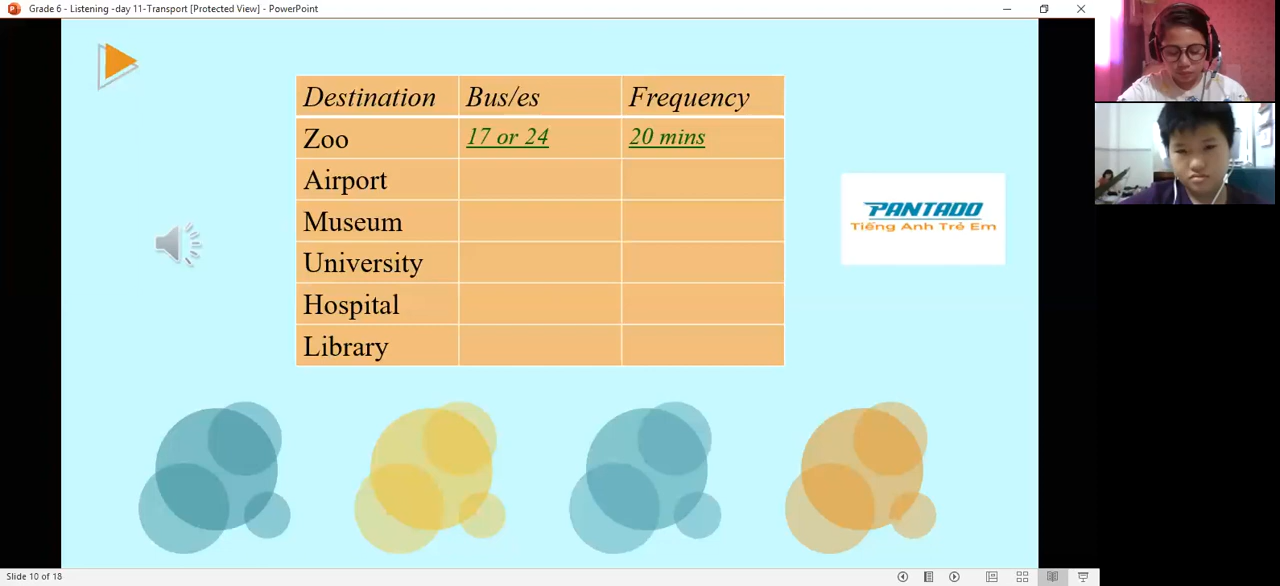 Grade 6 - Listening -day 11-Transport [Protected View] - PowerPoint
Destination Bus/es Frequency
Zoo 17 or 24 20 mins
Airport
Museum
University
Hospital
Library
PANTADO
Tiếng Anh Trẻ Em
Slide 10 of 18